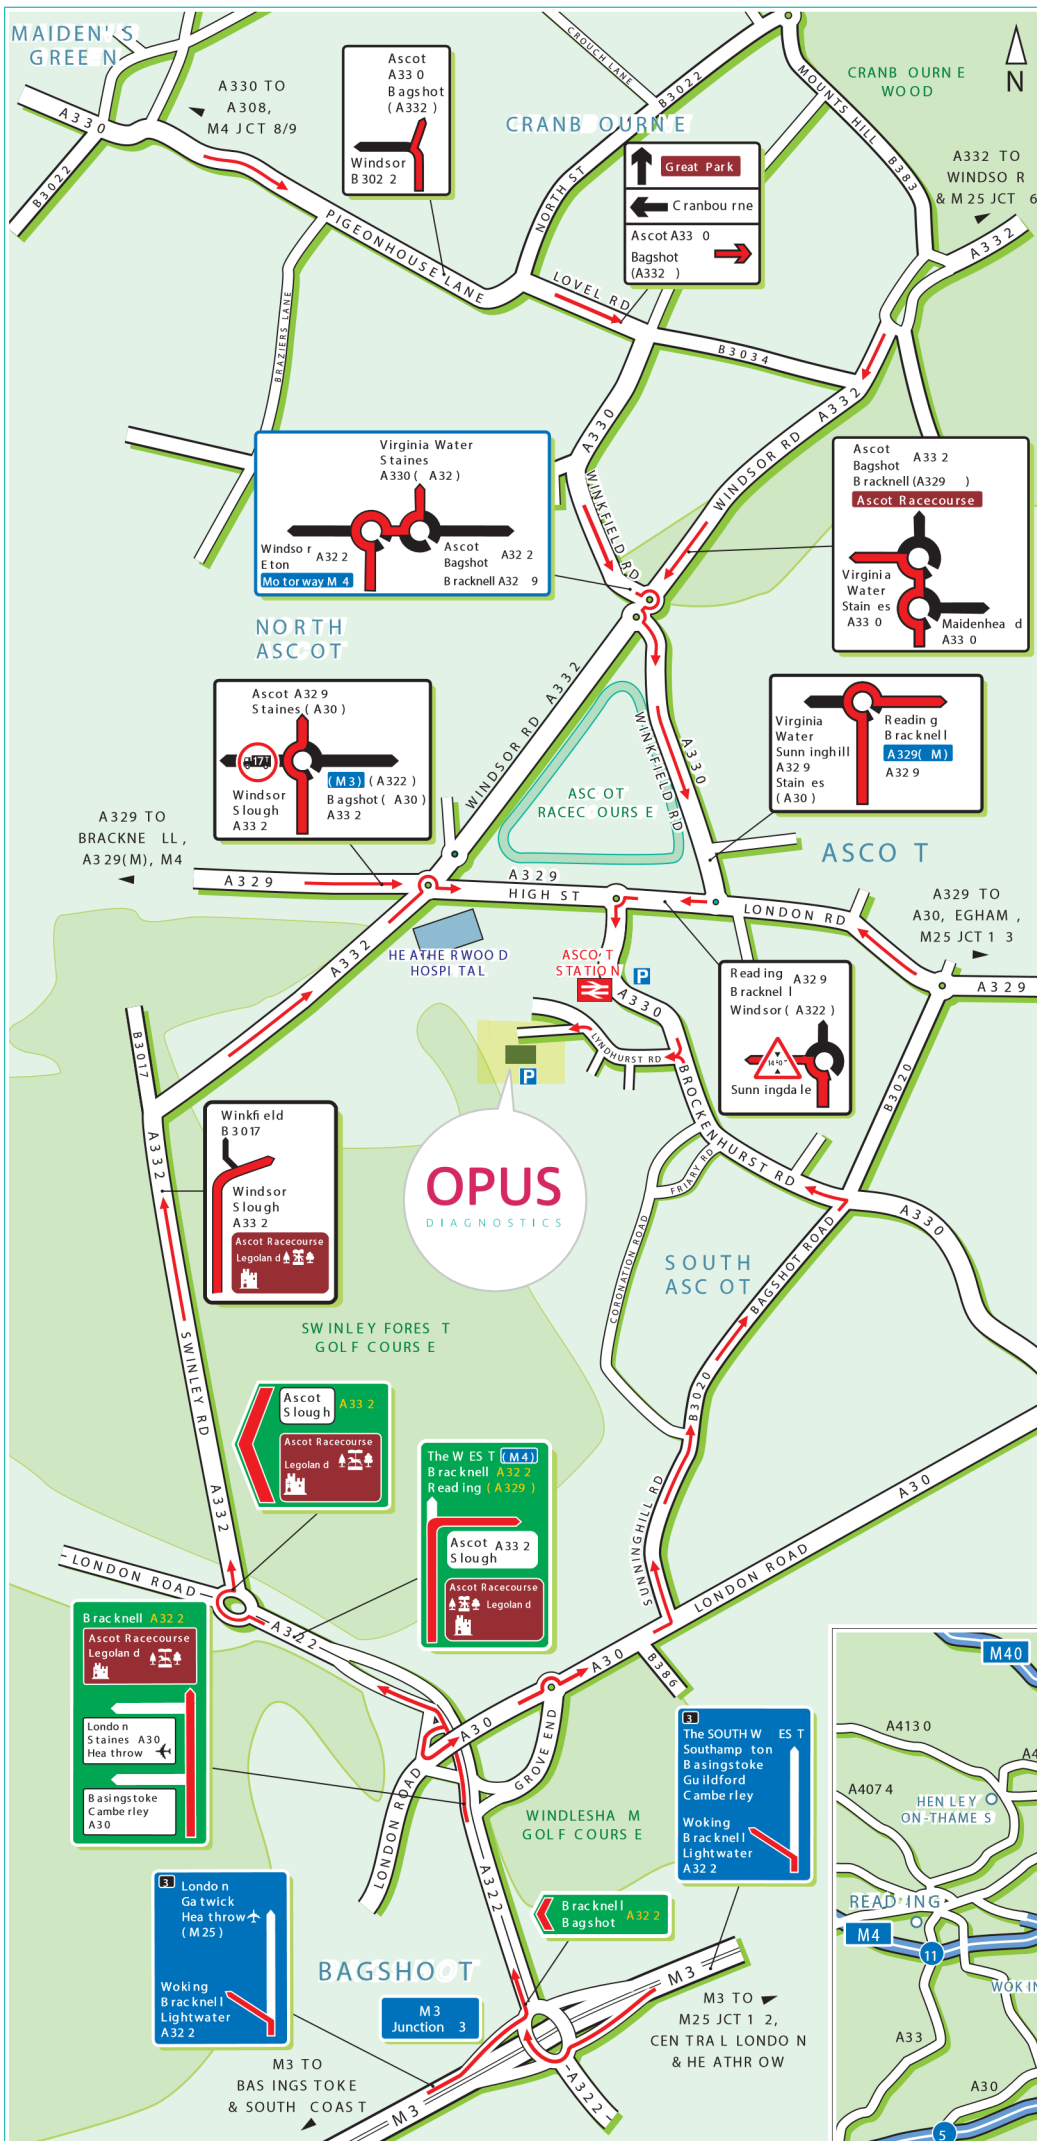 MAIDEN'S
GREEN
A330 TO
A308,
M4 JCT 8/9
A330
B3022
Ascot
A330
Bagshot
(A332)
Windsor
B3022
CROUCH LANE
B3022
CRANBOURNE
MOUNTS HILL
B383
CRANBOURNE
WOOD
N
A332 TO
WINDSOR
& M25 JCT 6
A332
Great Park
Cranbourne
Ascot A330
Bagshot
(A332)
NORTH ST
PIGEONHOUSE LANE
LOVEL RD
B3034
BRAZIERS LANE
A330
WINKFIELD RD
WINDSOR RD
A332
Virginia Water
Staines
A330 (A32)
Windsor
Eton
A322
Motorway M4
Ascot
Bagshot
A322
Bracknell A329
Ascot
Bagshot
A332
Bracknell (A329)
Ascot Racecourse
Virginia
Water
Staines
A330
Maidenhead
A330
NORTH
ASCOT
Ascot A329
Staines (A30)
17T
Windsor
Slough
A332
(M3) (A322)
Bagshot (A30)
A332
WINDSOR RD A332
WINKFIELD RD
A330
ASCOT
RACECOURSE
Virginia
Water
Sunninghill
A329
Staines
(A30)
Reading
Bracknell
A329(M)
A329
A329 TO
BRACKNELL,
A329(M), M4
A329
A329
HIGH ST
ASCOT
LONDON RD
A329 TO
A30, EGHAM,
M25 JCT 13
A329
A332
HEATHERWOOD
HOSPITAL
ASCOT
STATION
P
A330
Reading
Bracknell
A329
Windsor (A322)
Sunningdale
B3017
LYNDHURST RD
P
BROCKENHURST RD
B3020
A332
Winkfield
B3017
Windsor
Slough
A332
Ascot Racecourse
Legoland
OPUS
DIAGNOSTICS
FRIARY RD
CORONATION ROAD
A330
SOUTH
ASCOT
BAGSHOT ROAD
SWINLEY FOREST
GOLF COURSE
SWINLEY RD
A332
Ascot
Slough
A332
Ascot Racecourse
Legoland
The WEST (M4)
Bracknell A322
Reading (A329)
Ascot
Slough
A332
Ascot Racecourse
Legoland
B3020
SUNNINGHILL RD
LONDON ROAD
A30
LONDON ROAD
A322
Bracknell A322
Ascot Racecourse
Legoland
London
Staines A30
Heathrow
Basingstoke
Camberley
A30
A30
B386
A30
GROVE END
LONDON ROAD
WINDLESHAM
GOLF COURSE
3
The SOUTH WEST
Southampton
Basingstoke
Guildford
Camberley
Woking
Bracknell
Lightwater
A322
3
London
Gatwick
Heathrow
(M25)
Woking
Bracknell
Lightwater
A322
A322
Bracknell
Bagshot
A322
BAGSHOT
M3
Junction 3
M3
M3 TO
M25 JCT 12,
CENTRAL LONDON
& HEATHROW
M3 TO
BASINGSTOKE
& SOUTH COAST
M3
A322
M40
A4130
A4
A4074
HENLEY
ON-THAMES
READING
M4
11
WOKIN
A33
A30
5